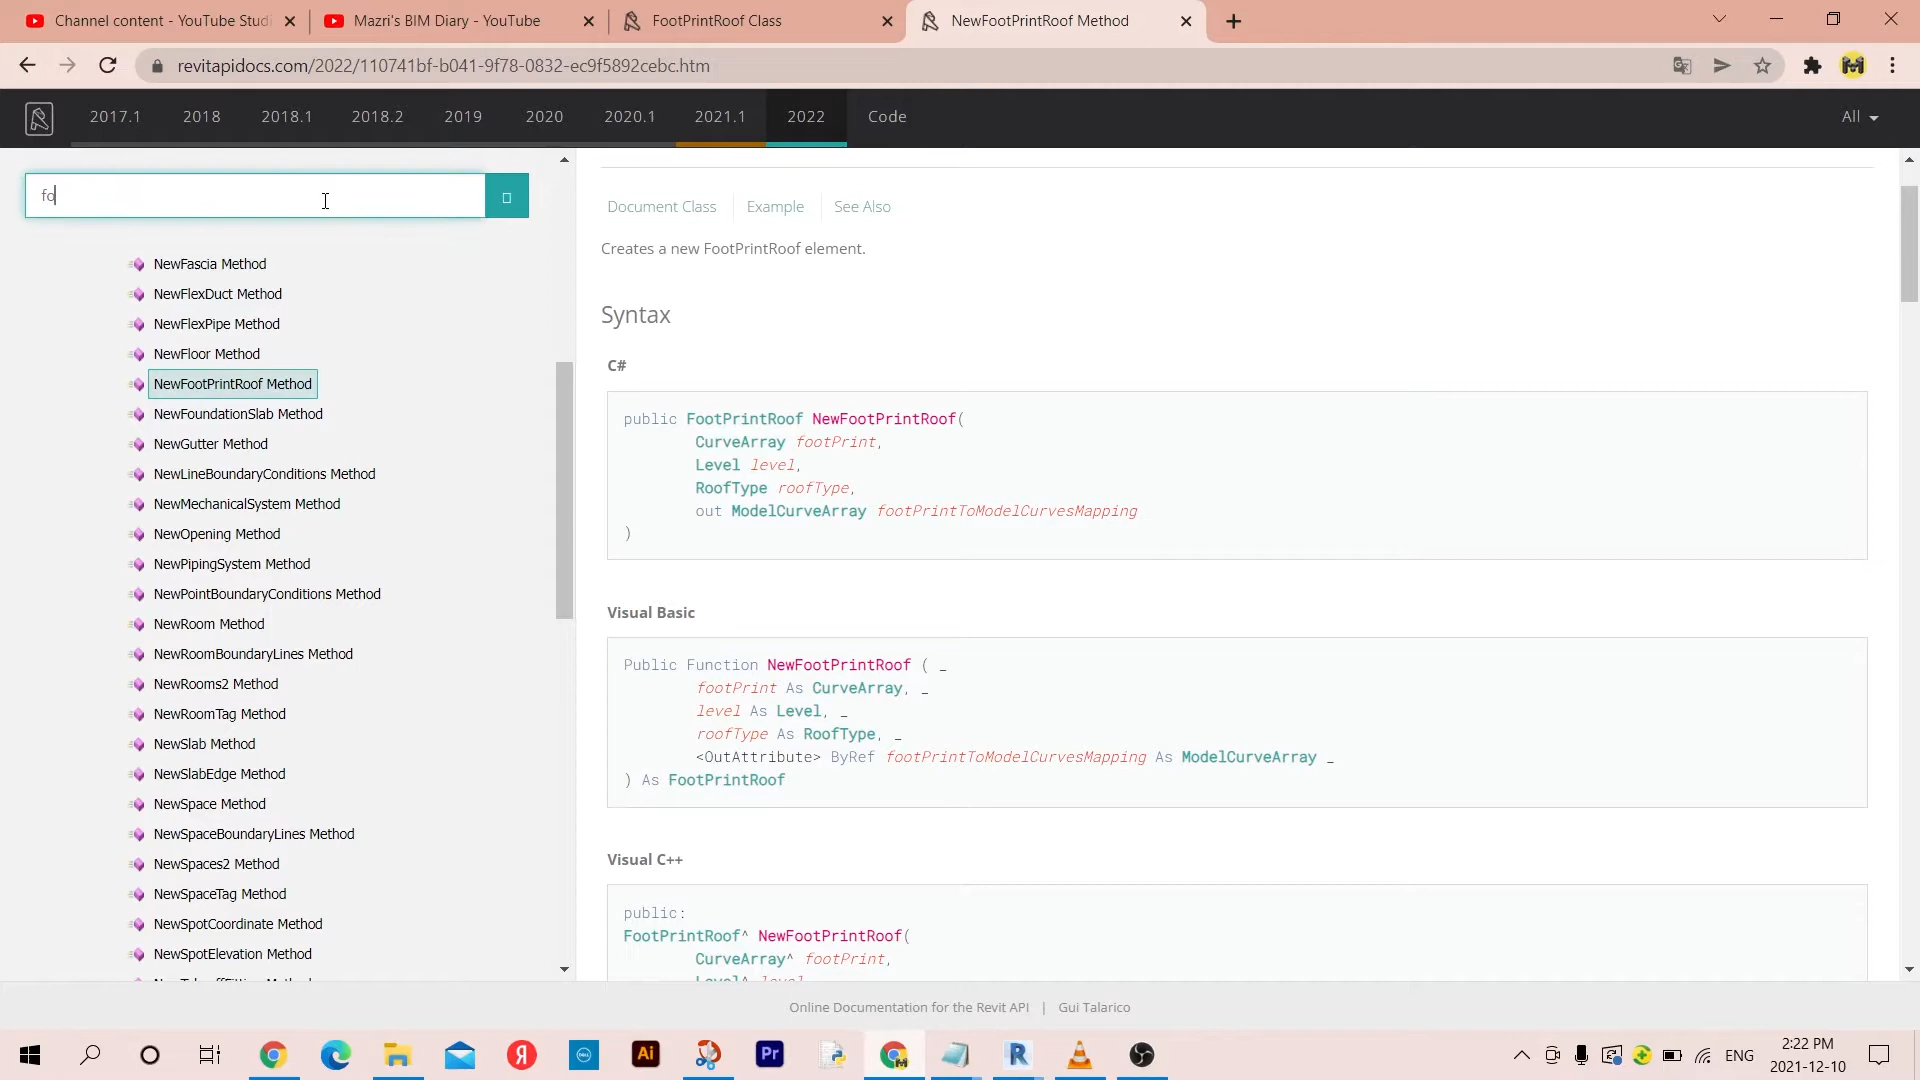 Channel content - YouTube Studi
Mazri's BIM Diary - YouTube
FootPrintRoof Class
NewFootPrintRoof Method
revitapidocs.com/2022/110741bf-b041-9f78-0832-ec9f5892cebc.htm
2017.1 2018 2018.1 2018.2 2019 2020 2020.1 2021.1 2022 Code All
fo
NewFascia Method
NewFlexDuct Method
NewFlexPipe Method
NewFloor Method
NewFootPrintRoof Method
NewFoundationSlab Method
NewGutter Method
NewLineBoundaryConditions Method
NewMechanicalSystem Method
NewOpening Method
NewPipingSystem Method
NewPointBoundaryConditions Method
NewRoom Method
NewRoomBoundaryLines Method
NewRooms2 Method
NewRoomTag Method
NewSlab Method
NewSlabEdge Method
NewSpace Method
NewSpaceBoundaryLines Method
NewSpaces2 Method
NewSpaceTag Method
NewSpotCoordinate Method
NewSpotElevation Method
Document Class Example See Also
Creates a new FootPrintRoof element.
Syntax
C#
public FootPrintRoof NewFootPrintRoof(
CurveArray footPrint,
Level level,
RoofType roofType,
out ModelCurveArray footPrintToModelCurvesMapping
)
Visual Basic
Public Function NewFootPrintRoof ( _
footPrint As CurveArray, _
level As Level, _
roofType As RoofType, _
<OutAttribute> ByRef footPrintToModelCurvesMapping As ModelCurveArray _
) As FootPrintRoof
Visual C++
public:
FootPrintRoof^ NewFootPrintRoof(
CurveArray^ footPrint,
Level^ level,
Online Documentation for the Revit API | Gui Talarico
Ai
Я
DELL
Pr
R
ENG
2:22 PM
2021-12-10